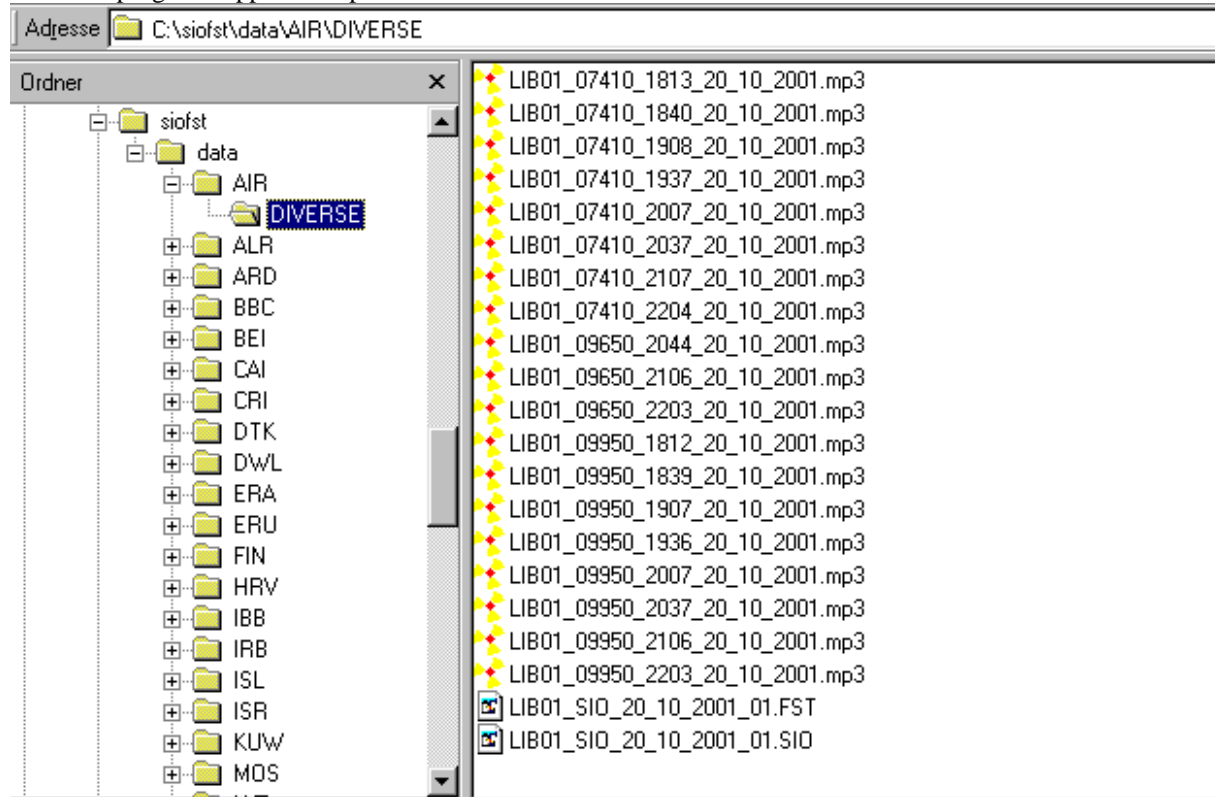 Adresse C:\siofst\data\AIR\DIVERSE
Ordner
siofst
data
AIR
DIVERSE
ALR
ARD
BBC
BEI
CAI
CRI
DTK
DWL
ERA
ERU
FIN
HRV
IBB
IRB
ISL
ISR
KUW
MOS
LIB01_07410_1813_20_10_2001.mp3
LIB01_07410_1840_20_10_2001.mp3
LIB01_07410_1908_20_10_2001.mp3
LIB01_07410_1937_20_10_2001.mp3
LIB01_07410_2007_20_10_2001.mp3
LIB01_07410_2037_20_10_2001.mp3
LIB01_07410_2107_20_10_2001.mp3
LIB01_07410_2204_20_10_2001.mp3
LIB01_09650_2044_20_10_2001.mp3
LIB01_09650_2106_20_10_2001.mp3
LIB01_09650_2203_20_10_2001.mp3
LIB01_09950_1812_20_10_2001.mp3
LIB01_09950_1839_20_10_2001.mp3
LIB01_09950_1907_20_10_2001.mp3
LIB01_09950_1936_20_10_2001.mp3
LIB01_09950_2007_20_10_2001.mp3
LIB01_09950_2037_20_10_2001.mp3
LIB01_09950_2106_20_10_2001.mp3
LIB01_09950_2203_20_10_2001.mp3
LIB01_SIO_20_10_2001_01.FST
LIB01_SIO_20_10_2001_01.SIO